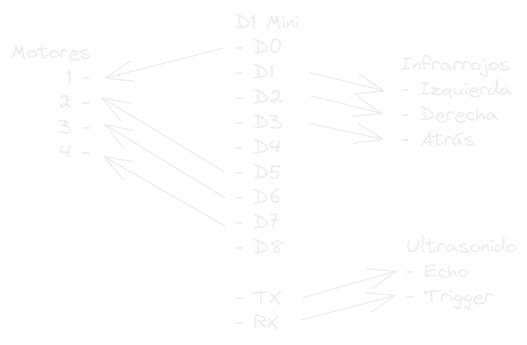 Motores
1 -
2 -
3 -
4 -
D1 Mini
- D0
- D1
- D2
- D3
- D4
- D5
- D6
- D7
- D8
- TX
- RX
Infrarrojos
- Izquierda
- Derecha
- Atrás
Ultrasonido
- Echo
- Trigger